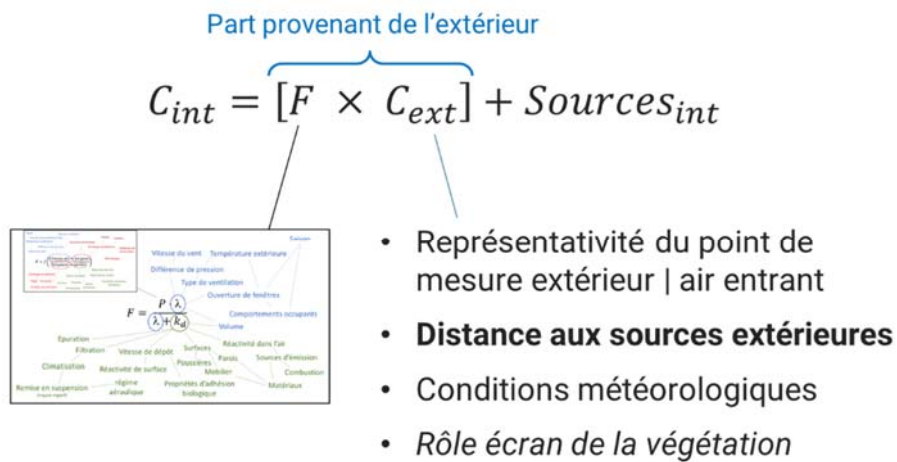 Part provenant de l'extérieur
C_int = [F × C_ext] + Sources_int
Saison
Vitesse du vent Température extérieure
Différence de pression
Type de ventilation
Ouverture de fenêtres
F = P λ / λ + k_d
Comportements occupants
Volume
Epuration
Filtration Vitesse de dépôt Surfaces Réactivité dans l'air
Parois Sources d'émission
Climatisation Réactivité de surface Poussières Mobilier Combustion
Remise en suspension régime aéraulique Propriétés d'adhésion biologique Matériaux
• Représentativité du point de
mesure extérieur | air entrant
• Distance aux sources extérieures
• Conditions météorologiques
• Rôle écran de la végétation